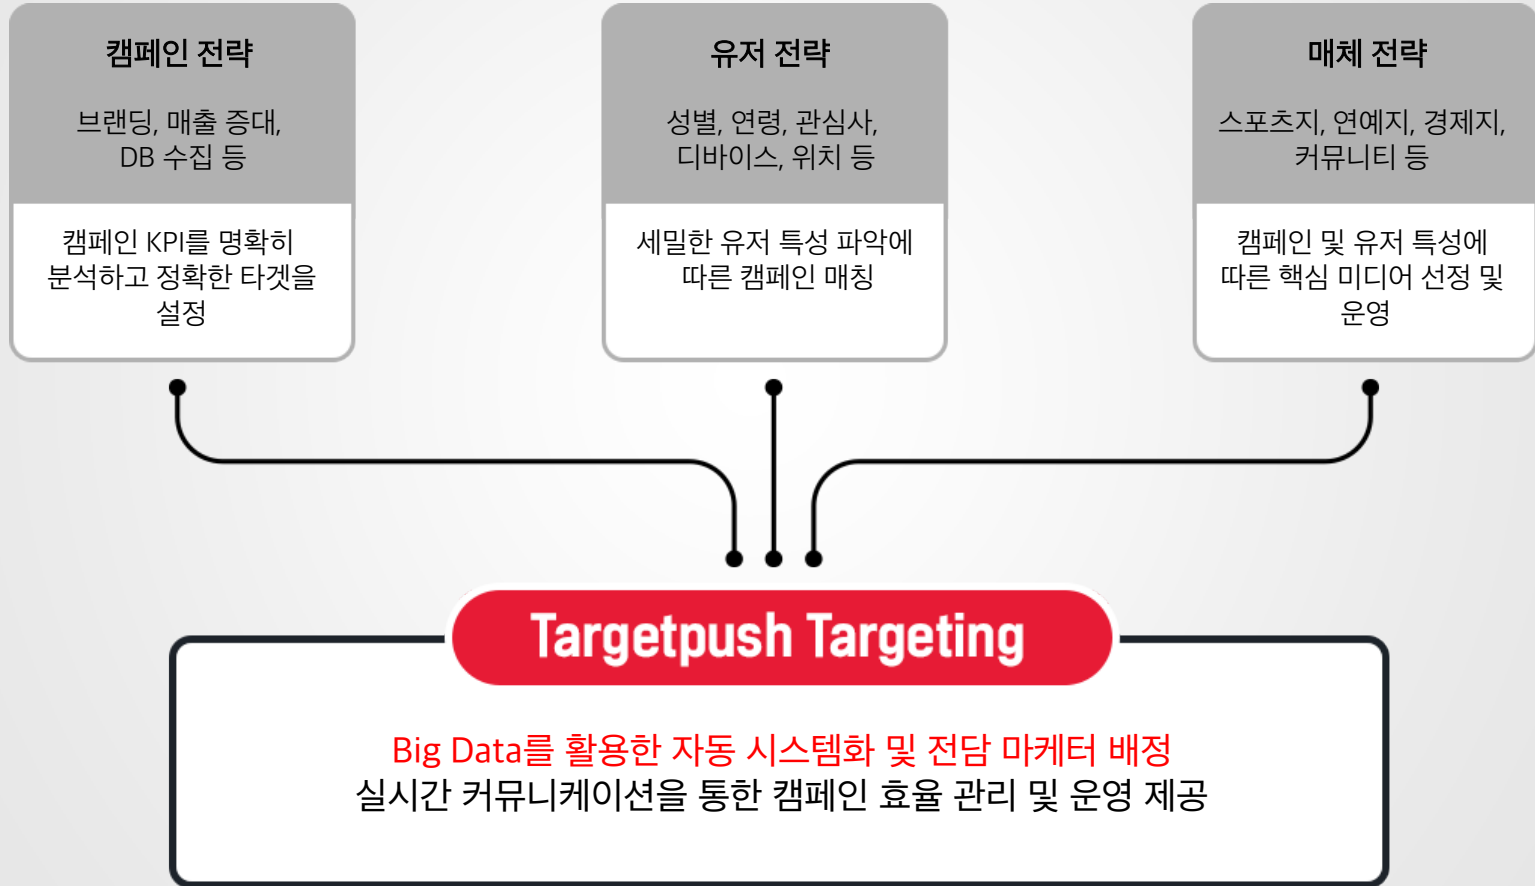 캠페인 전략
브랜딩, 매출 증대,
DB 수집 등
캠페인 KPI를 명확히
분석하고 정확한 타겟을
설정
유저 전략
성별, 연령, 관심사,
디바이스, 위치 등
세밀한 유저 특성 파악에
따른 캠페인 매칭
매체 전략
스포츠지, 연예지, 경제지,
커뮤니티 등
캠페인 및 유저 특성에
따른 핵심 미디어 선정 및
운영
Targetpush Targeting
Big Data를 활용한 자동 시스템화 및 전담 마케터 배정
실시간 커뮤니케이션을 통한 캠페인 효율 관리 및 운영 제공